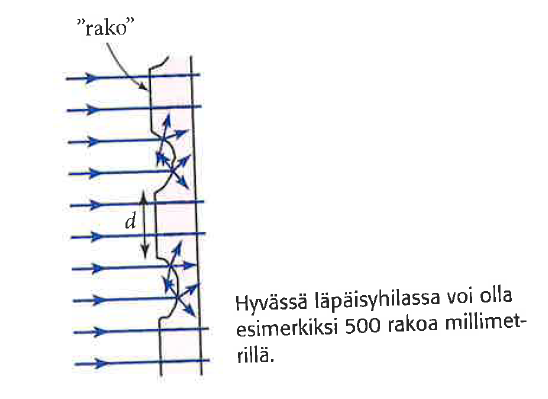 ”rako”
d
Hyvässä läpäisyhilassa voi olla
esimerkiksi 500 rakoa millimet-
rillä.